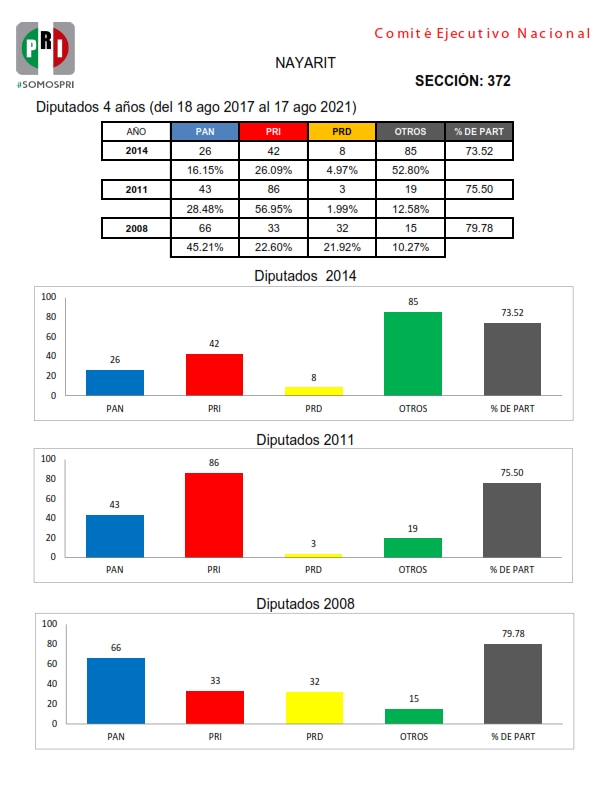 Comité Ejecutivo Nacional
PRI
#SOMOSPRI
NAYARIT
SECCIÓN: 372
Diputados 4 años (del 18 ago 2017 al 17 ago 2021)
AÑO PAN PRI PRD OTROS % DE PART
2014 26 42 8 85 73.52
16.15% 26.09% 4.97% 52.80%
2011 43 86 3 19 75.50
28.48% 56.95% 1.99% 12.58%
2008 66 33 32 15 79.78
45.21% 22.60% 21.92% 10.27%
Diputados 2014
100
80
60
40
20
0
26 42 8 85 73.52
PAN PRI PRD OTROS % DE PART
Diputados 2011
100
80
60
40
20
0
43 86 3 19 75.50
PAN PRI PRD OTROS % DE PART
Diputados 2008
100
80
60
40
20
0
66 33 32 15 79.78
PAN PRI PRD OTROS % DE PART